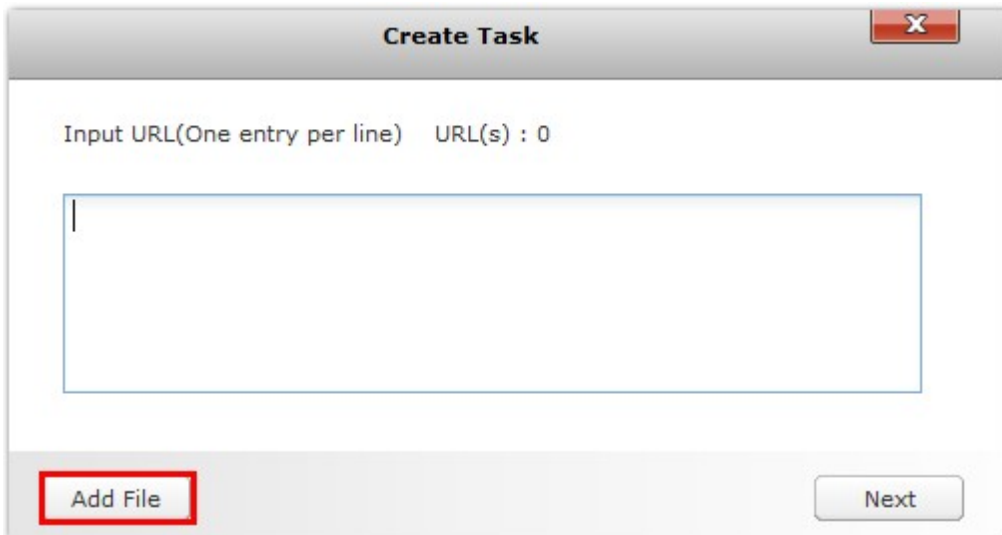 Create Task
X
Input URL(One entry per line) URL(s) : 0
Add File
Next